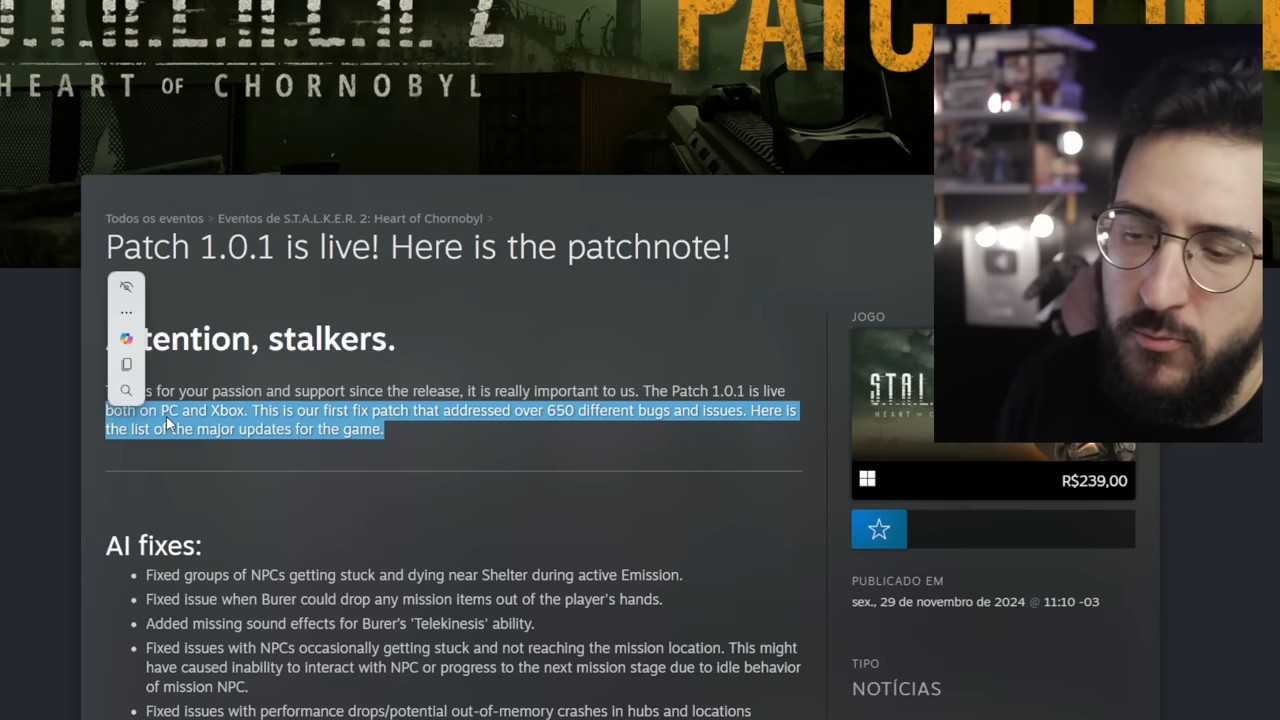 S.T.A.L.K.E.R. 2
HEART OF CHORNOBYL
Todos os eventos > Eventos de S.T.A.L.K.E.R. 2: Heart of Chornobyl >
Patch 1.0.1 is live! Here is the patchnote!
tention, stalkers.
s for your passion and support since the release, it is really important to us. The Patch 1.0.1 is live
both on PC and Xbox. This is our first fix patch that addressed over 650 different bugs and issues. Here is
the list of the major updates for the game.
AI fixes:
• Fixed groups of NPCs getting stuck and dying near Shelter during active Emission.
• Fixed issue when Burer could drop any mission items out of the player's hands.
• Added missing sound effects for Burer's 'Telekinesis' ability.
• Fixed issues with NPCs occasionally getting stuck and not reaching the mission location. This might
have caused inability to interact with NPC or progress to the next mission stage due to idle behavior
of mission NPC.
• Fixed issues with performance drops/potential out-of-memory crashes in hubs and locations
JOGO
R$239,00
PUBLICADO EM
sex., 29 de novembro de 2024 @ 11:10 -03
TIPO
NOTÍCIAS